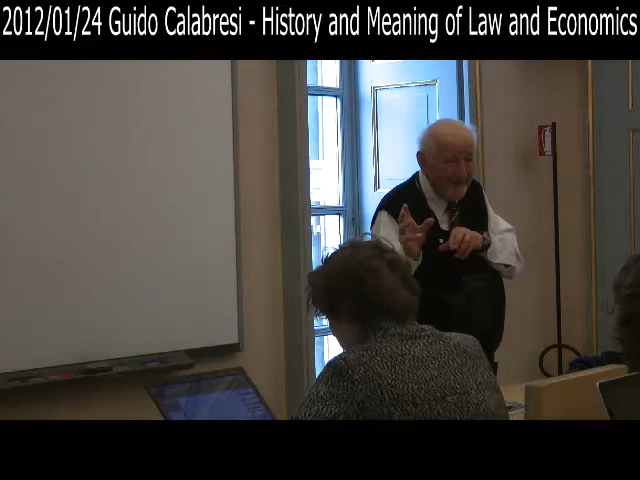 2012/01/24 Guido Calabresi - History and Meaning of Law and Economics